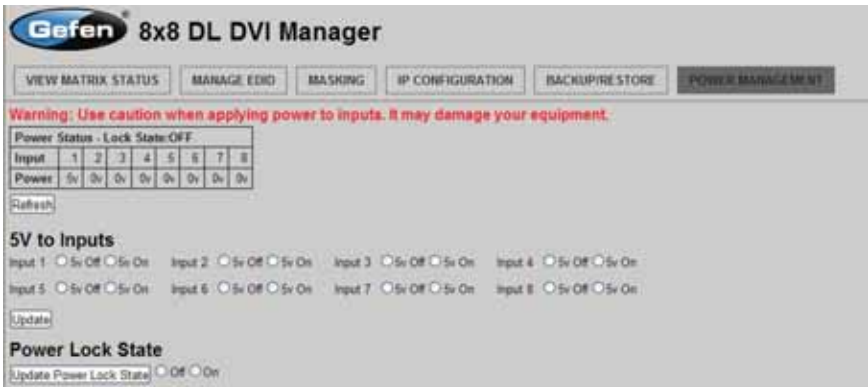 Gefen 8x8 DL DVI Manager
VIEW MATRIX STATUS MANAGE EDID MASKING IP CONFIGURATION BACKUP/RESTORE POWER MANAGEMENT
Warning: Use caution when applying power to inputs. It may damage your equipment.
Power Status - Lock State:OFF
Input 1 2 3 4 5 6 7 8
Power 5v 0v 0v 0v 0v 0v 0v 0v
Refresh
5V to Inputs
Input 1 5v Off 5v On Input 2 5v Off 5v On Input 3 5v Off 5v On Input 4 5v Off 5v On
Input 5 5v Off 5v On Input 6 5v Off 5v On Input 7 5v Off 5v On Input 8 5v Off 5v On
Update
Power Lock State
Update Power Lock State Off On